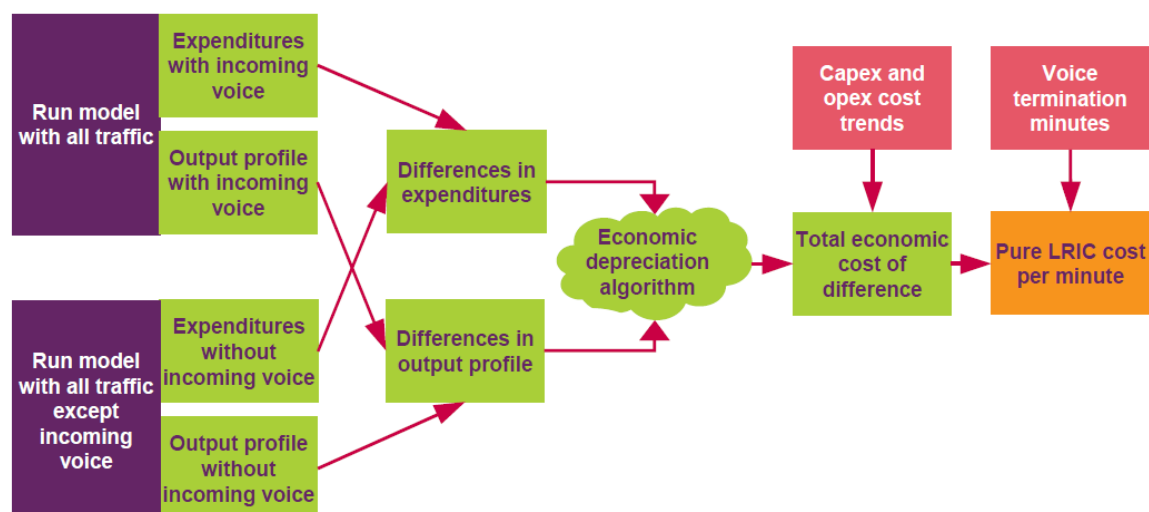 Run model
with all traffic
Expenditures
with incoming
voice
Output profile
with incoming
voice
Run model
with all traffic
except
incoming
voice
Expenditures
without
incoming voice
Output profile
without
incoming voice
Differences in
expenditures
Differences in
output profile
Economic
depreciation
algorithm
Capex and
opex cost
trends
Total economic
cost of
difference
Voice
termination
minutes
Pure LRIC cost
per minute